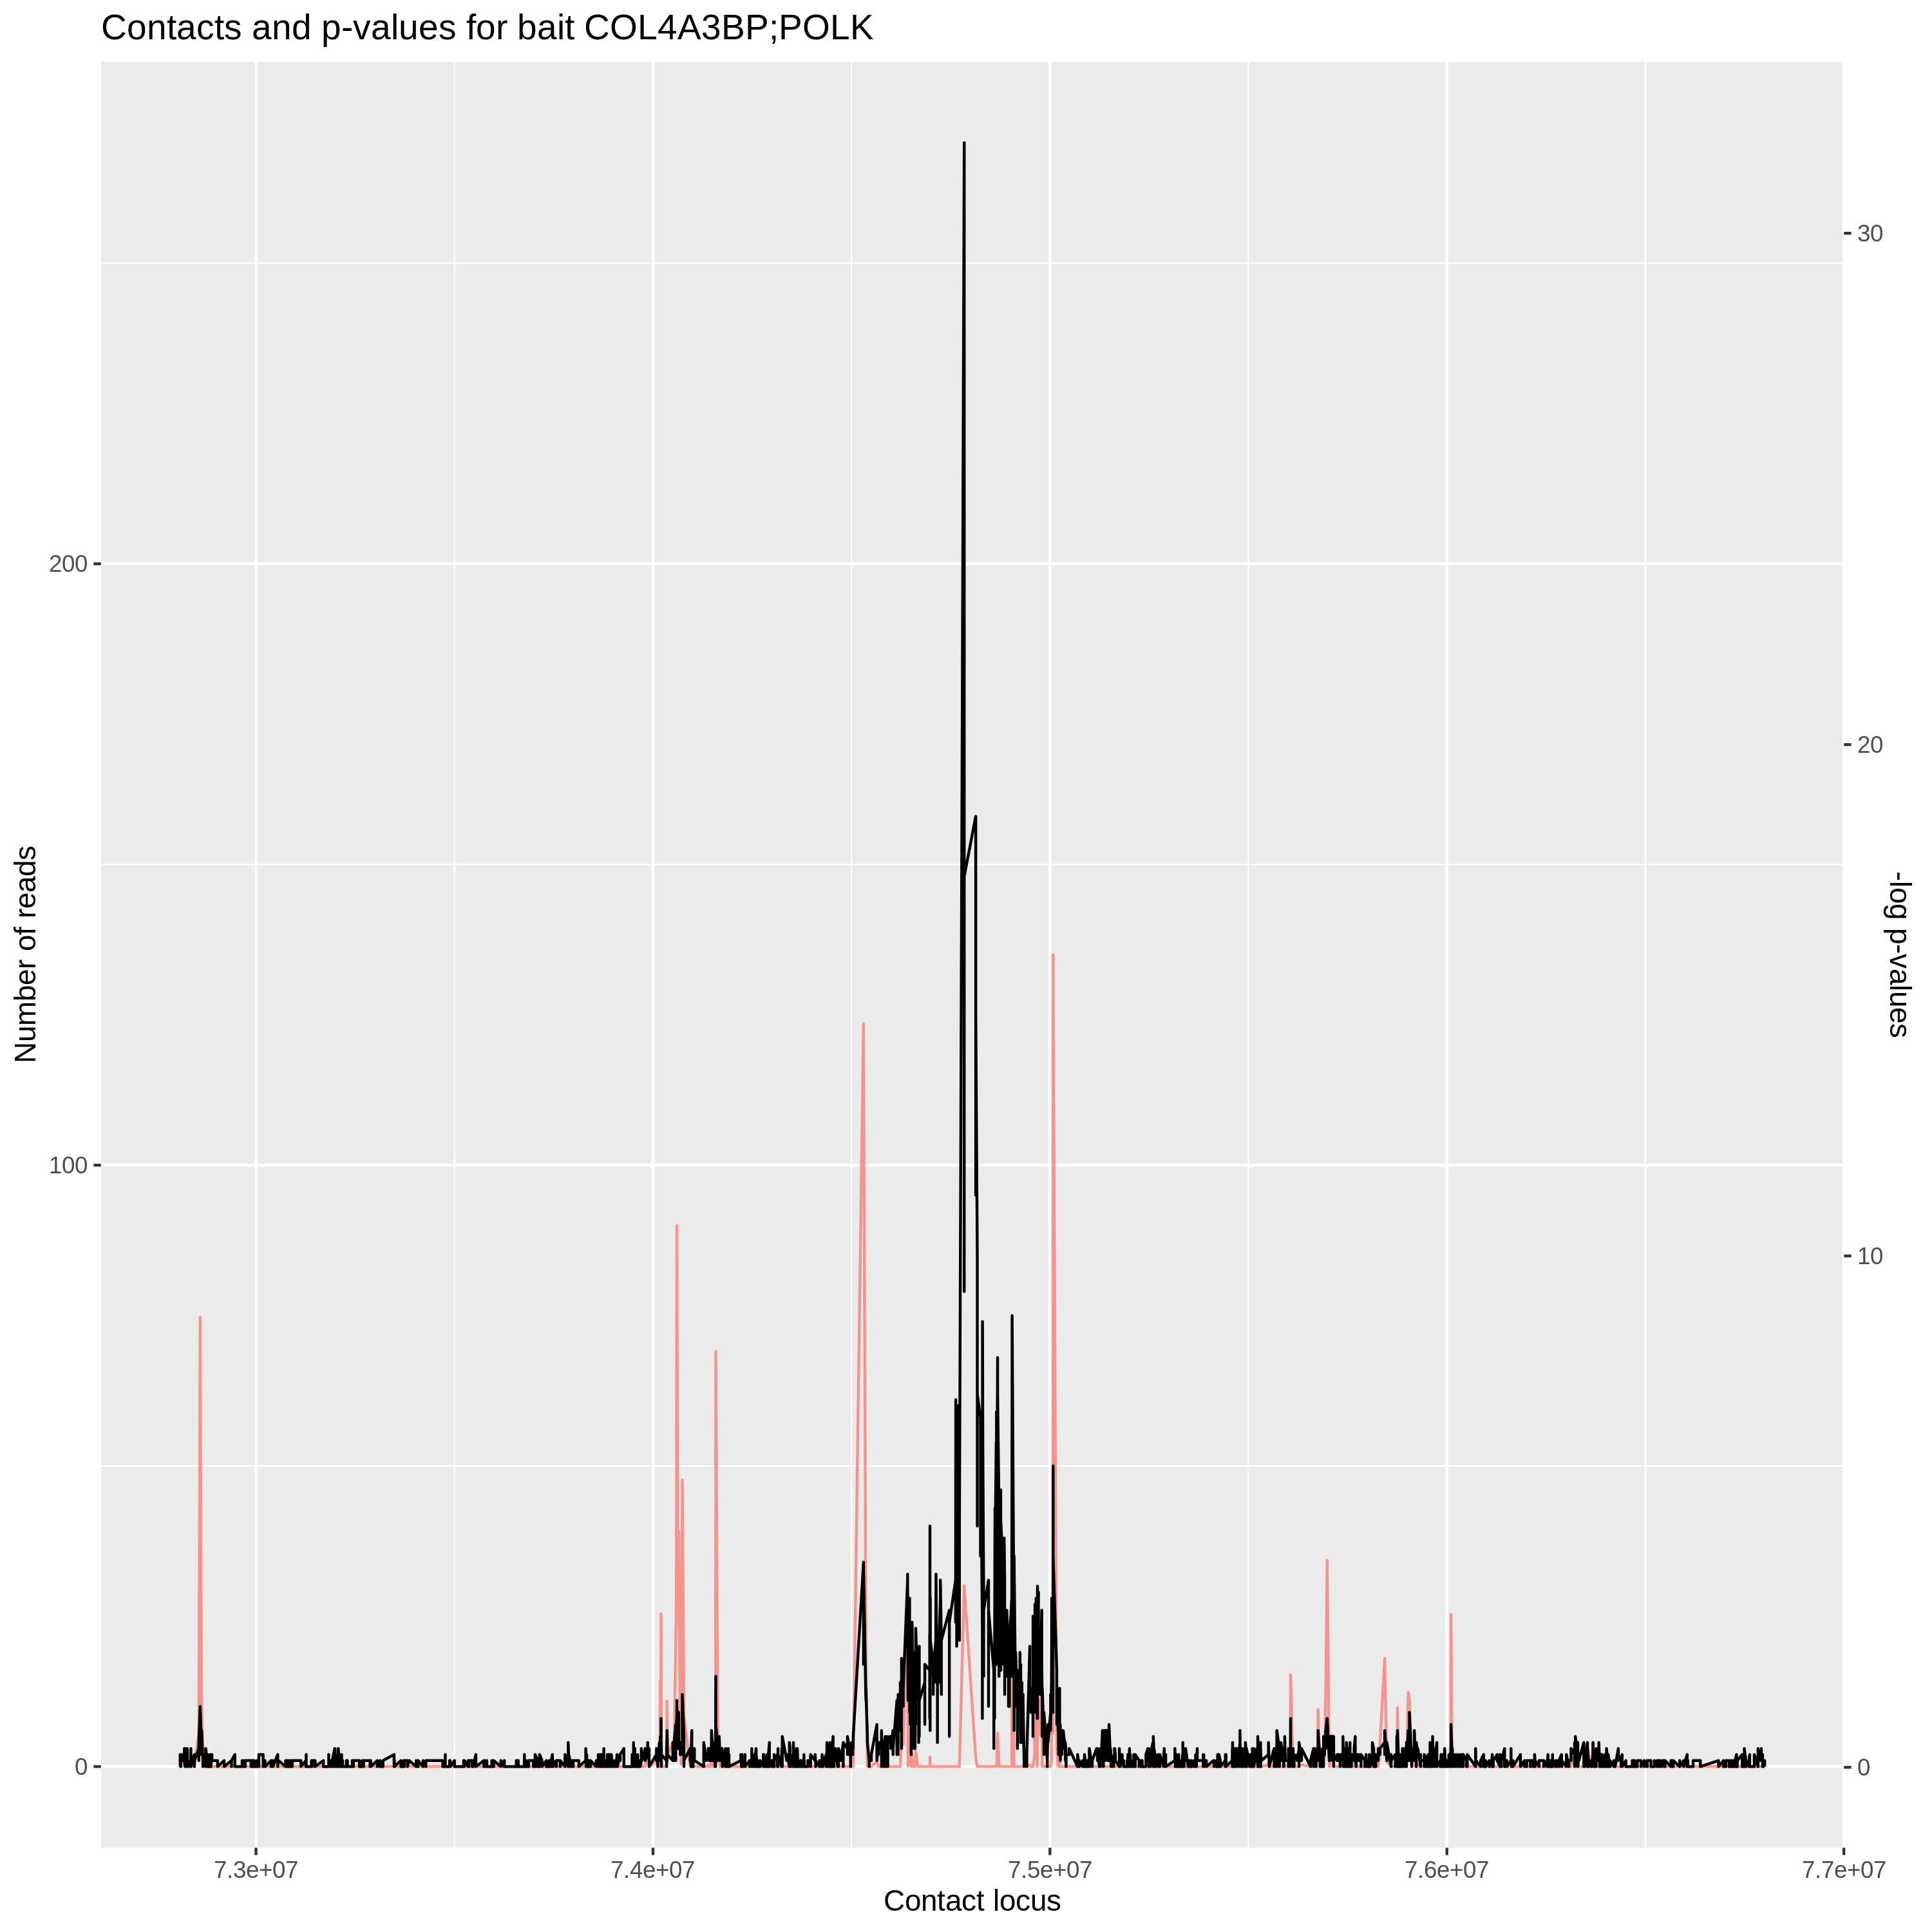 Contacts and p-values for bait COL4A3BP;POLK
30
200
20
Number of reads
-log p-values
100
10
0
0
7.3e+07
7.4e+07
7.5e+07
7.6e+07
7.7e+07
Contact locus